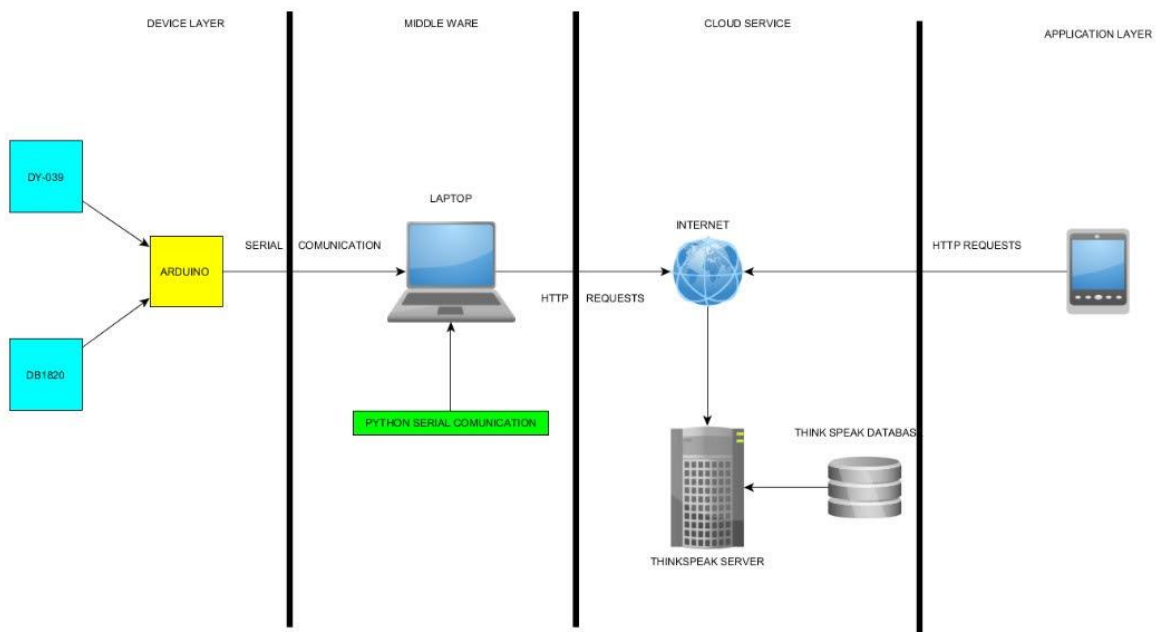 DEVICE LAYER
MIDDLE WARE
CLOUD SERVICE
APPLICATION LAYER
DY-039
ARDUINO
DB1820
SERIAL COMUNICATION
LAPTOP
PYTHON SERIAL COMUNICATION
HTTP REQUESTS
INTERNET
HTTP REQUESTS
THINK SPEAK DATABAS
THINKSPEAK SERVER